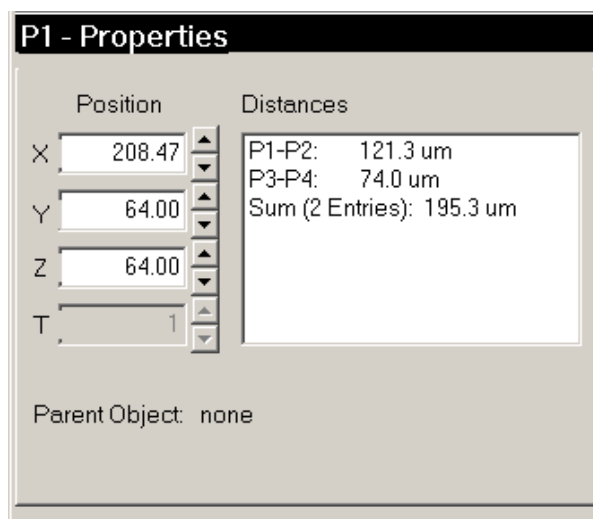 P1 - Properties
Position Distances
X 208.47
Y 64.00
Z 64.00
T 1
P1-P2: 121.3 um
P3-P4: 74.0 um
Sum (2 Entries): 195.3 um
Parent Object: none